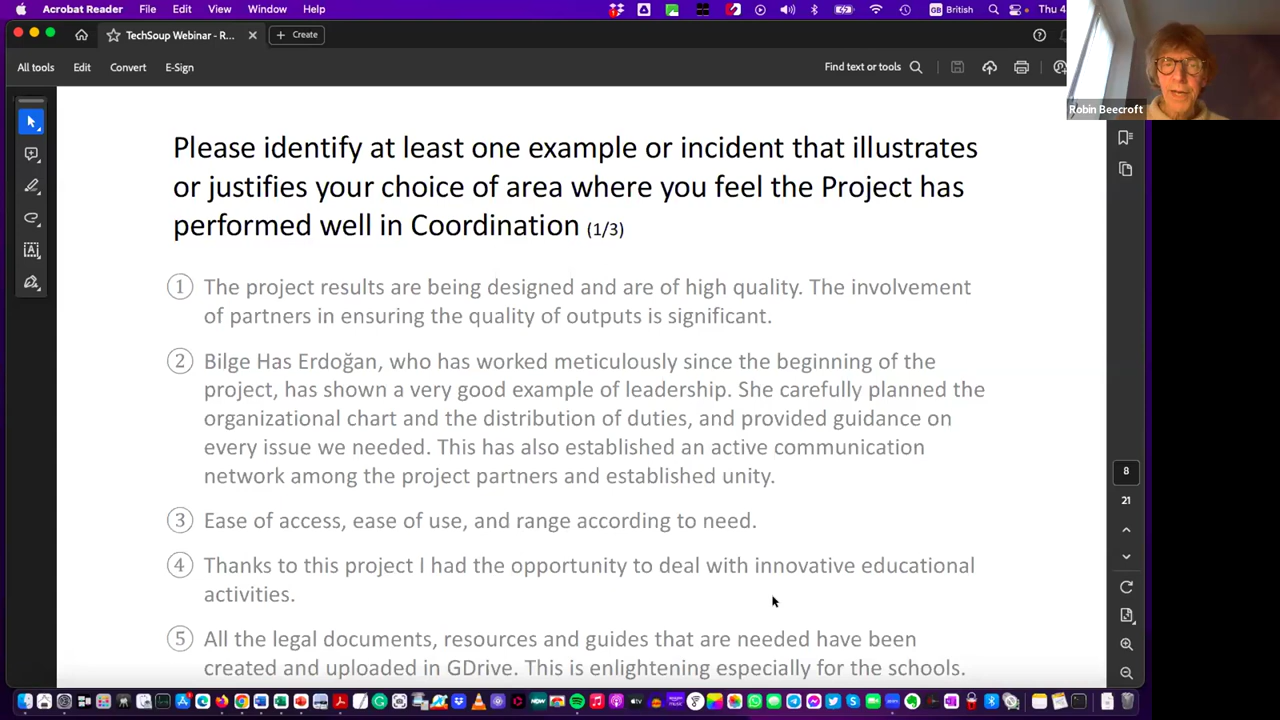 Acrobat Reader File Edit View Window Help British Thu 4
TechSoup Webinar - R... Create
All tools Edit Convert E-Sign Find text or tools
Robin Beecroft
Please identify at least one example or incident that illustrates
or justifies your choice of area where you feel the Project has
performed well in Coordination (1/3)
1 The project results are being designed and are of high quality. The involvement
of partners in ensuring the quality of outputs is significant.
2 Bilge Has Erdoğan, who has worked meticulously since the beginning of the
project, has shown a very good example of leadership. She carefully planned the
organizational chart and the distribution of duties, and provided guidance on
every issue we needed. This has also established an active communication
network among the project partners and established unity.
8
21
3 Ease of access, ease of use, and range according to need.
4 Thanks to this project I had the opportunity to deal with innovative educational
activities.
5 All the legal documents, resources and guides that are needed have been
created and uploaded in GDrive. This is enlightening especially for the schools.